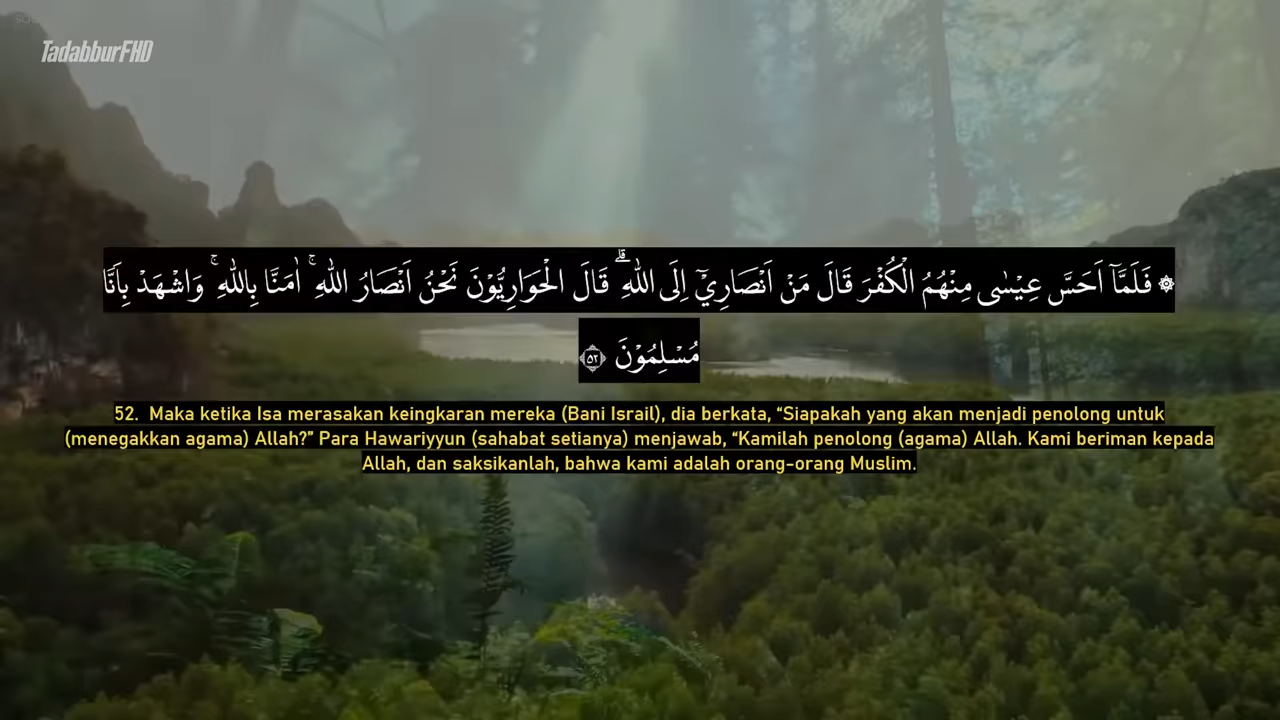 TadabburFHD
۞ فَلَمَّآ اَحَسَّ عِيْسٰى مِنْهُمُ الْكُفْرَ قَالَ مَنْ اَنْصَارِيْٓ اِلَى اللّٰهِ ۗ قَالَ الْحَوَارِيُّوْنَ نَحْنُ اَنْصَارُ اللّٰهِ ۚ اٰمَنَّا بِاللّٰهِ ۚ وَاشْهَدْ بِاَنَّا
مُسْلِمُوْنَ ۝٥٢
52. Maka ketika Isa merasakan keingkaran mereka (Bani Israil), dia berkata, “Siapakah yang akan menjadi penolong untuk
(menegakkan agama) Allah?” Para Hawariyyun (sahabat setianya) menjawab, “Kamilah penolong (agama) Allah. Kami beriman kepada
Allah, dan saksikanlah, bahwa kami adalah orang-orang Muslim.